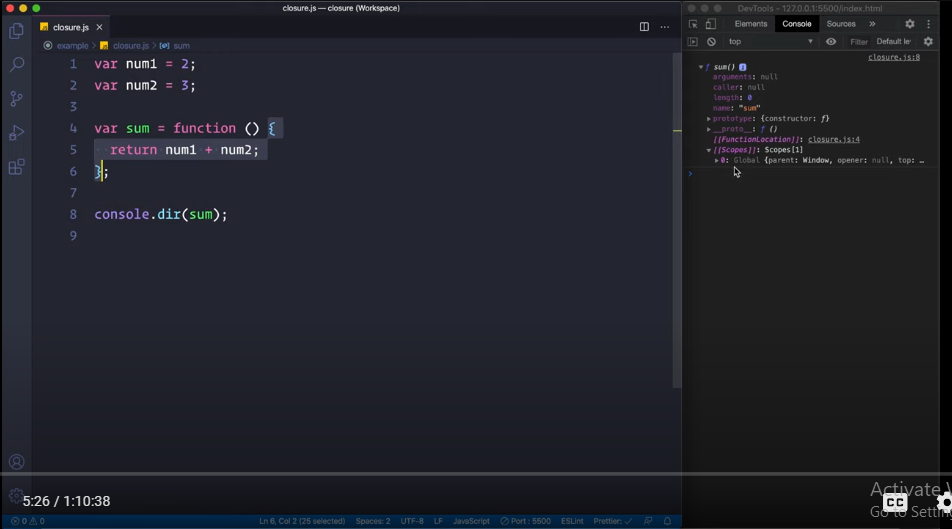 closure.js — closure (Workspace)
closure.js ×
example > closure.js > sum
1 var num1 = 2;
2 var num2 = 3;
3
4 var sum = function () {
5 return num1 + num2;
6 };
7
8 console.dir(sum);
9
DevTools - 127.0.0.1:5500/index.html
Elements Console Sources »
top Filter Default le
closure.js:8
▼ ƒ sum() i
arguments: null
caller: null
length: 0
name: "sum"
▶ prototype: {constructor: ƒ}
▶ __proto__: ƒ ()
[[FunctionLocation]]: closure.js:4
▼ [[Scopes]]: Scopes[1]
▶ 0: Global {parent: Window, opener: null, top: …
5:26 / 1:10:38
Activate
CC
Go to Settin
0 0 Ln 6, Col 2 (25 selected) Spaces: 2 UTF-8 LF JavaScript Port : 5500 ESLint Prettier: ✓